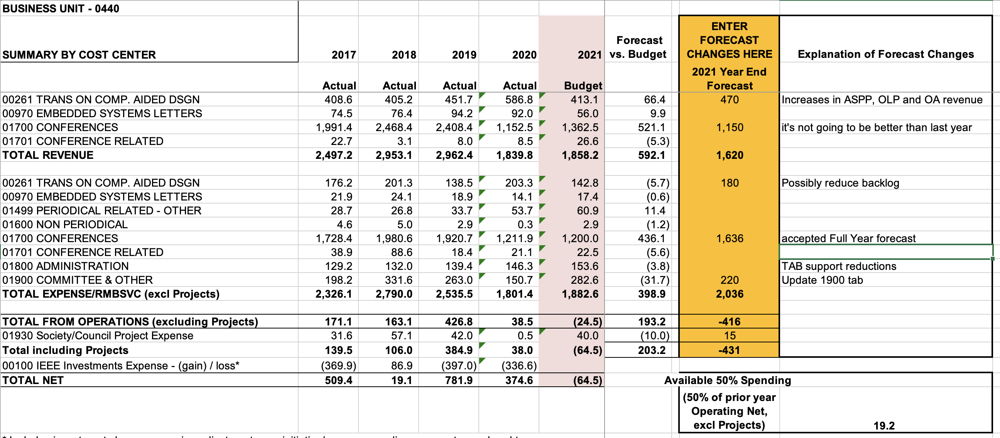 BUSINESS UNIT - 0440
ENTER
FORECAST
CHANGES HERE
Forecast
vs. Budget
SUMMARY BY COST CENTER 2017 2018 2019 2020 2021 Explanation of Forecast Changes
2021 Year End
Forecast
Actual Actual Actual Actual Budget
00261 TRANS ON COMP. AIDED DSGN 408.6 405.2 451.7 586.8 413.1 66.4 470 Increases in ASPP, OLP and OA revenue
00970 EMBEDDED SYSTEMS LETTERS 74.5 76.4 94.2 92.0 56.0 9.9
01700 CONFERENCES 1,991.4 2,468.4 2,408.4 1,152.5 1,362.5 521.1 1,150 it's not going to be better than last year
01701 CONFERENCE RELATED 22.7 3.1 8.0 8.5 26.6 (5.3)
TOTAL REVENUE 2,497.2 2,953.1 2,962.4 1,839.8 1,858.2 592.1 1,620
00261 TRANS ON COMP. AIDED DSGN 176.2 201.3 138.5 203.3 142.8 (5.7) 180 Possibly reduce backlog
00970 EMBEDDED SYSTEMS LETTERS 21.9 24.1 18.9 14.1 17.4 (0.6)
01499 PERIODICAL RELATED - OTHER 28.7 26.8 33.7 53.7 60.9 11.4
01600 NON PERIODICAL 4.6 5.0 2.9 0.3 2.9 (1.2)
01700 CONFERENCES 1,728.4 1,980.6 1,920.7 1,211.9 1,200.0 436.1 1,636 accepted Full Year forecast
01701 CONFERENCE RELATED 38.9 88.6 18.4 21.1 22.5 (5.6)
01800 ADMINISTRATION 129.2 132.0 139.4 146.3 153.6 (3.8) TAB support reductions
01900 COMMITTEE & OTHER 198.2 331.6 263.0 150.7 282.6 (31.7) 220 Update 1900 tab
TOTAL EXPENSE/RMBSVC (excl Projects) 2,326.1 2,790.0 2,535.5 1,801.4 1,882.6 398.9 2,036
TOTAL FROM OPERATIONS (excluding Projects) 171.1 163.1 426.8 38.5 (24.5) 193.2 -416
01930 Society/Council Project Expense 31.6 57.1 42.0 0.5 40.0 (10.0) 15
Total including Projects 139.5 106.0 384.9 38.0 (64.5) 203.2 -431
00100 IEEE Investments Expense - (gain) / loss* (369.9) 86.9 (397.0) (336.6)
TOTAL NET 509.4 19.1 781.9 374.6 (64.5) Available 50% Spending
(50% of prior year
Operating Net,
excl Projects) 19.2